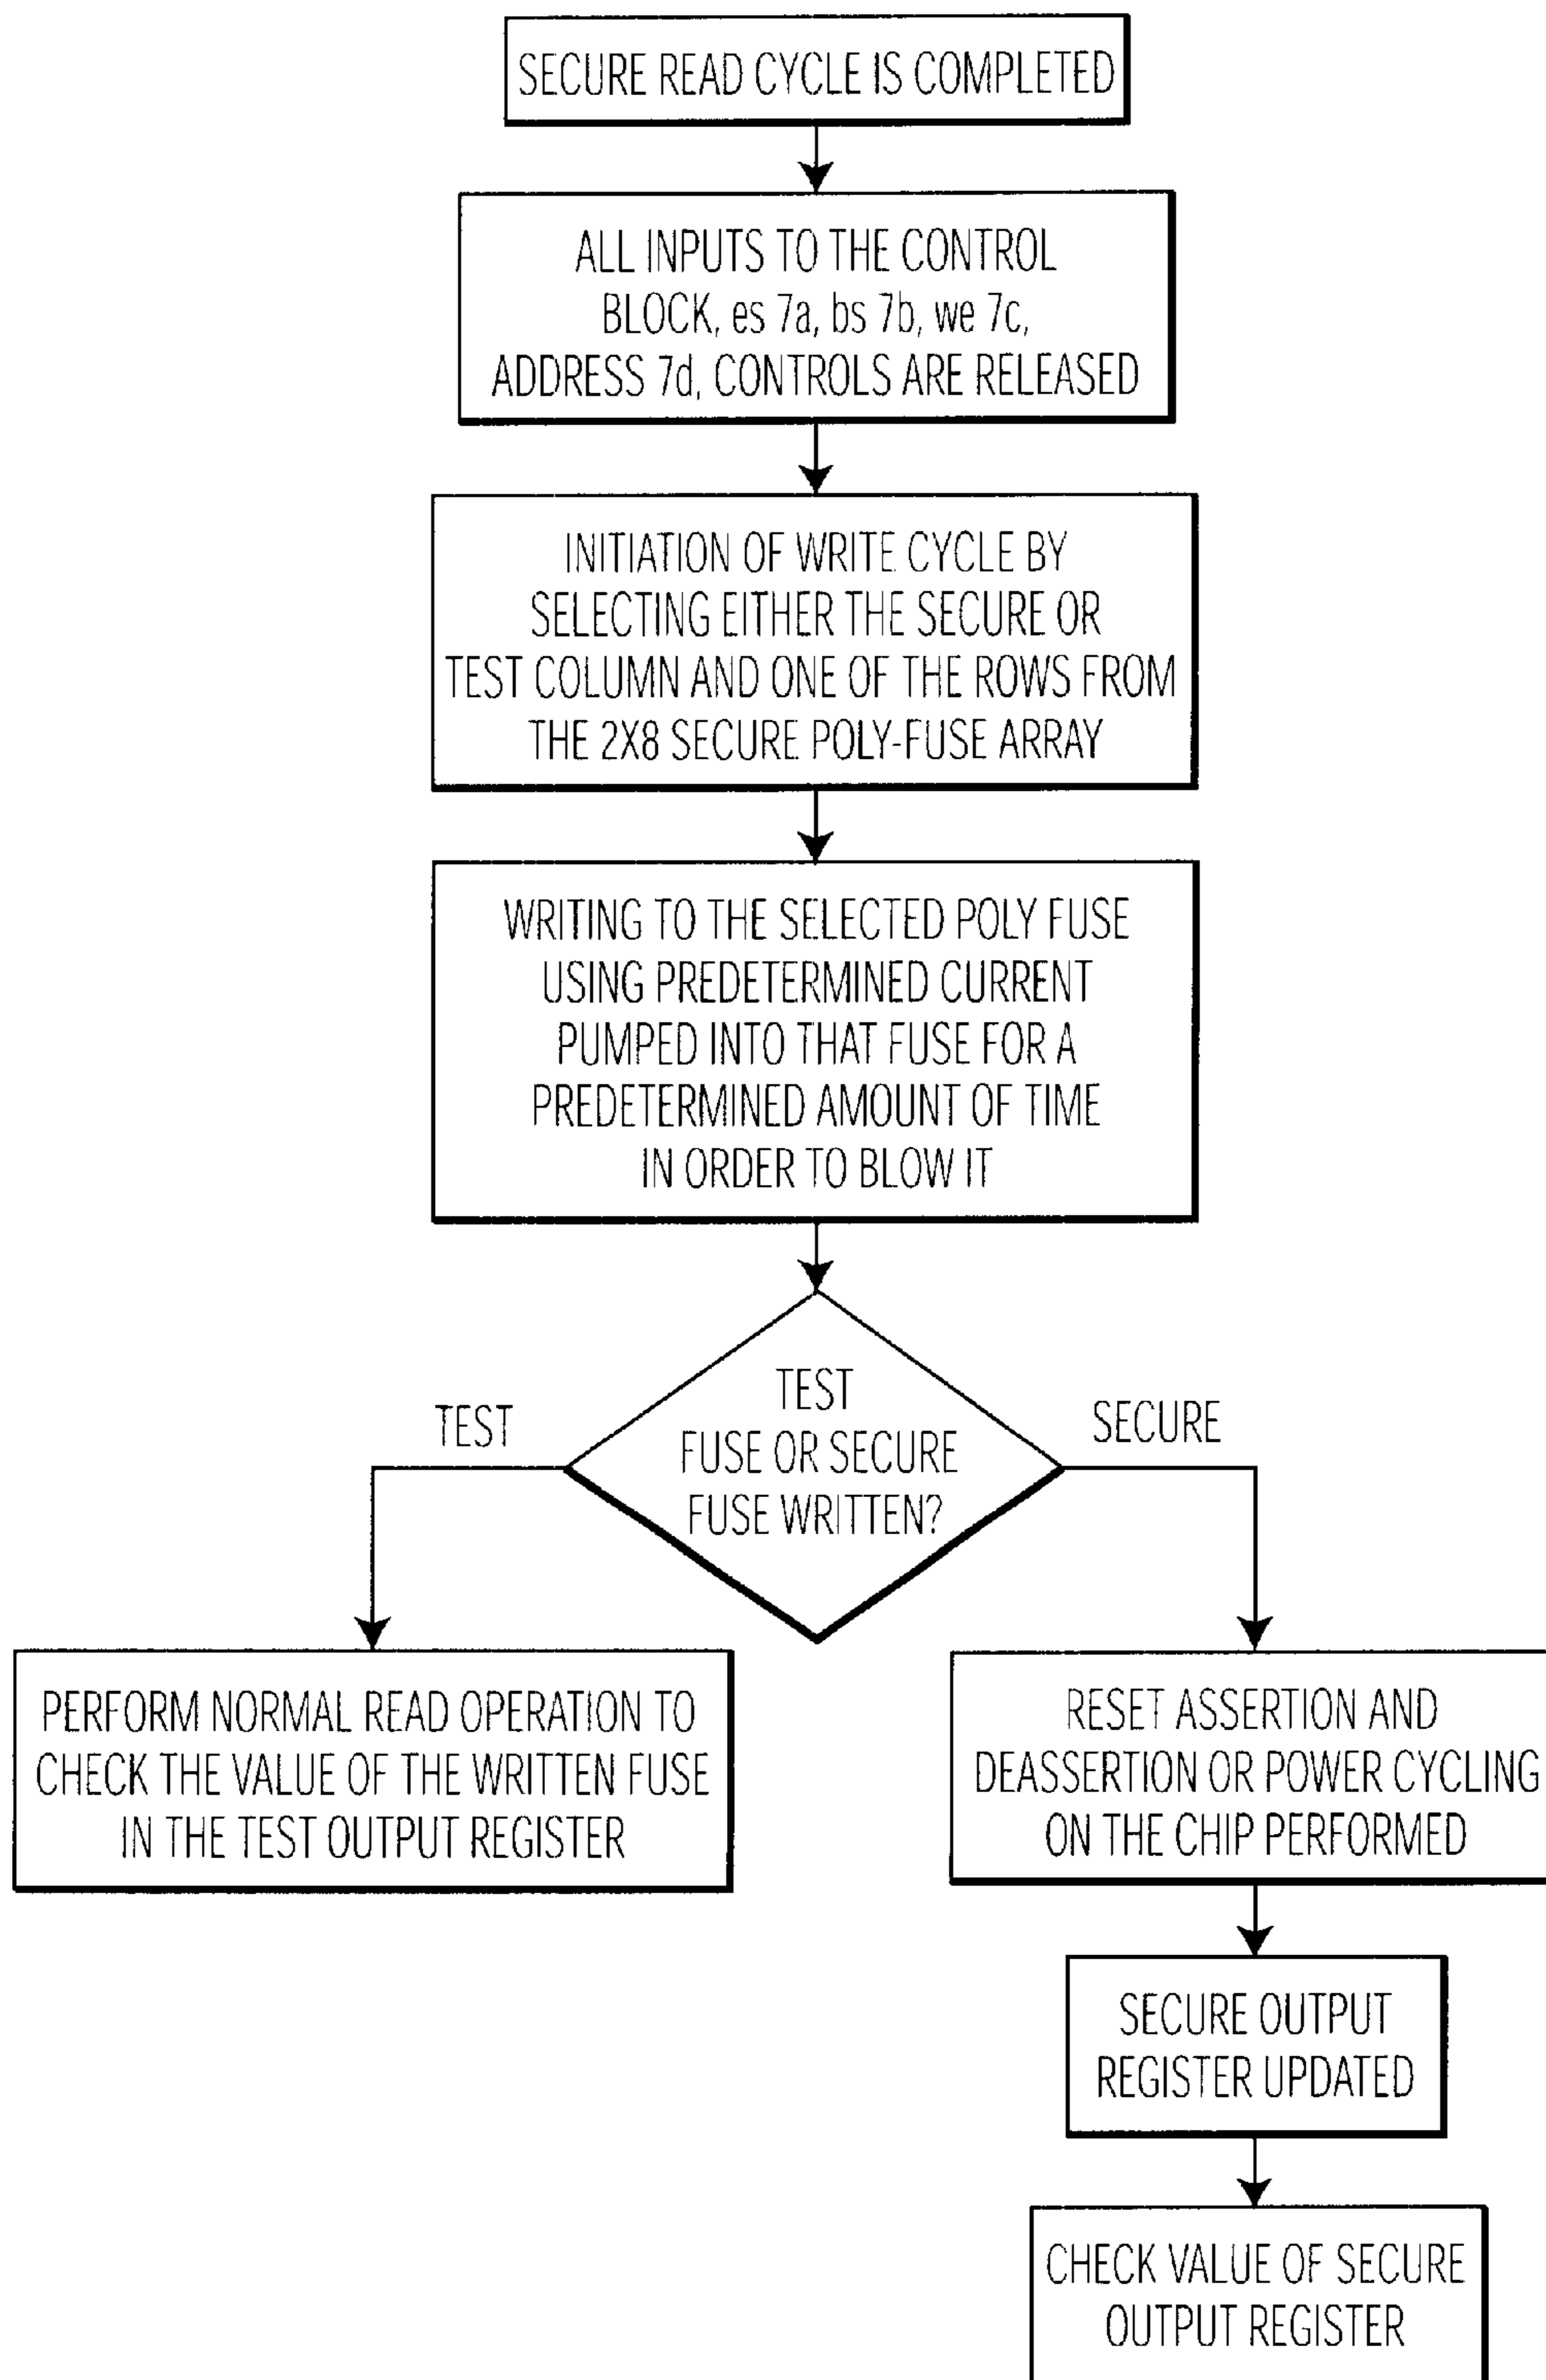 SECURE READ CYCLE IS COMPLETED
ALL INPUTS TO THE CONTROL
BLOCK, es 7a, bs 7b, we 7c,
ADDRESS 7d, CONTROLS ARE RELEASED
INITIATION OF WRITE CYCLE BY
SELECTING EITHER THE SECURE OR
TEST COLUMN AND ONE OF THE ROWS FROM
THE 2X8 SECURE POLY-FUSE ARRAY
WRITING TO THE SELECTED POLY FUSE
USING PREDETERMINED CURRENT
PUMPED INTO THAT FUSE FOR A
PREDETERMINED AMOUNT OF TIME
IN ORDER TO BLOW IT
TEST
FUSE OR SECURE
FUSE WRITTEN?
TEST
SECURE
PERFORM NORMAL READ OPERATION TO
CHECK THE VALUE OF THE WRITTEN FUSE
IN THE TEST OUTPUT REGISTER
RESET ASSERTION AND
DEASSERTION OR POWER CYCLING
ON THE CHIP PERFORMED
SECURE OUTPUT
REGISTER UPDATED
CHECK VALUE OF SECURE
OUTPUT REGISTER